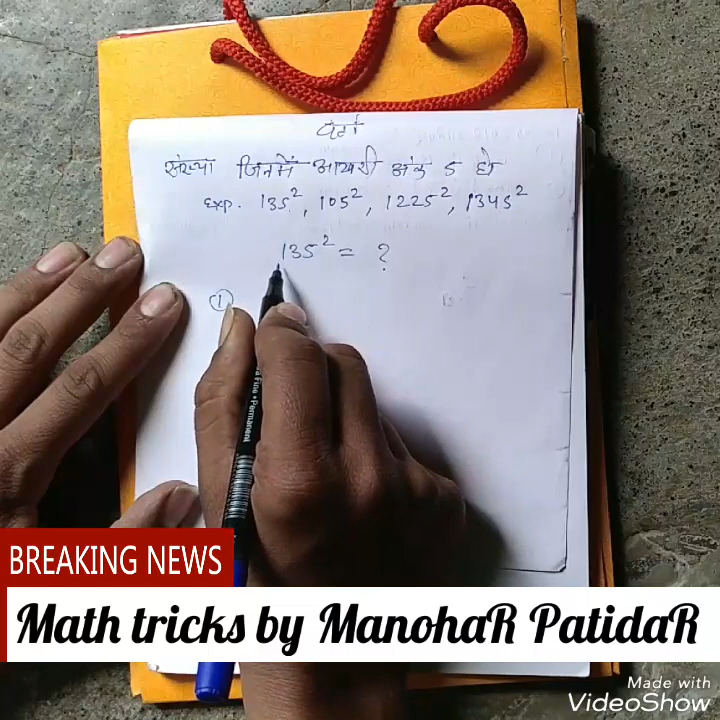 वर्ग
संख्या जिनमें आखरी अंक 5 हो
Exp. 135², 105², 1225², 1345²
135² = ?
①
BREAKING NEWS
Math tricks by ManohaR PatidaR
Made with
VideoShow